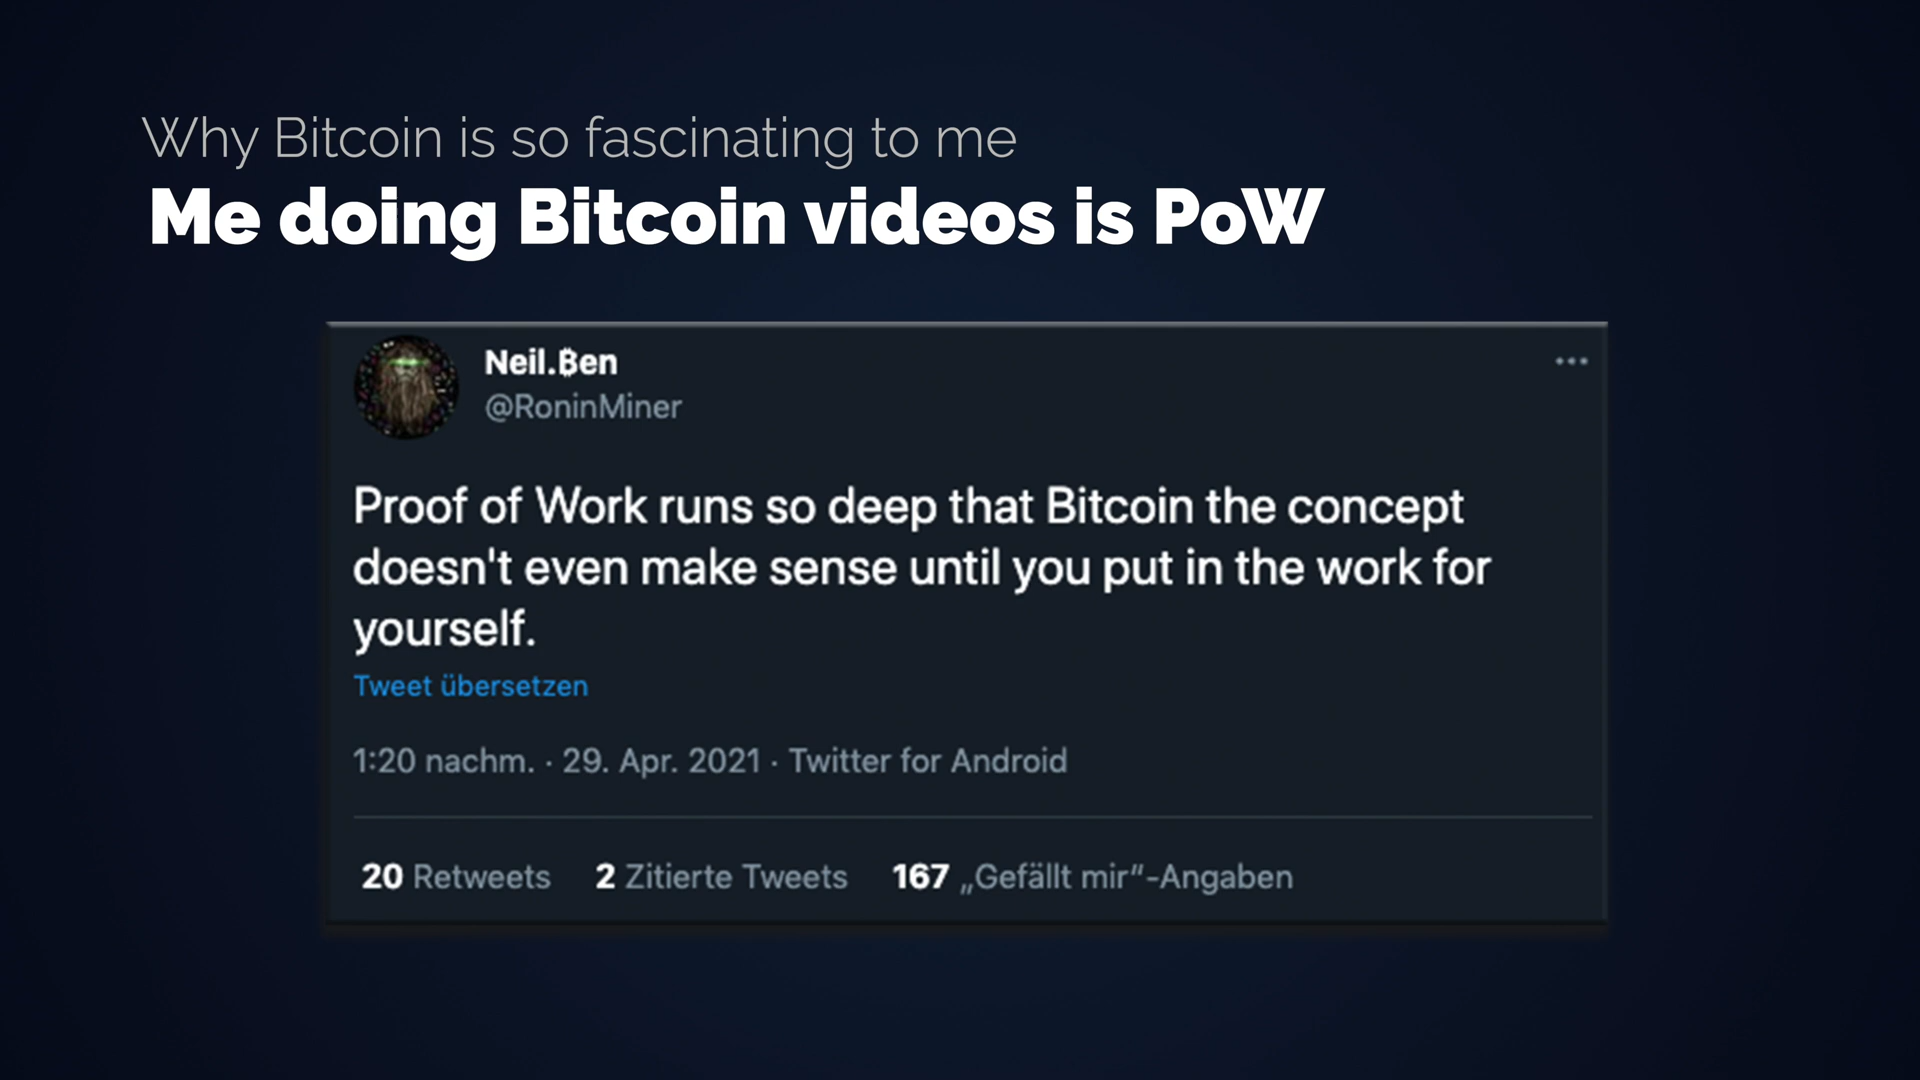 Why Bitcoin is so fascinating to me
Me doing Bitcoin videos is PoW
Neil.₿en
@RoninMiner
Proof of Work runs so deep that Bitcoin the concept
doesn't even make sense until you put in the work for
yourself.
Tweet übersetzen
1:20 nachm. · 29. Apr. 2021 · Twitter for Android
20 Retweets 2 Zitierte Tweets 167 „Gefällt mir“-Angaben